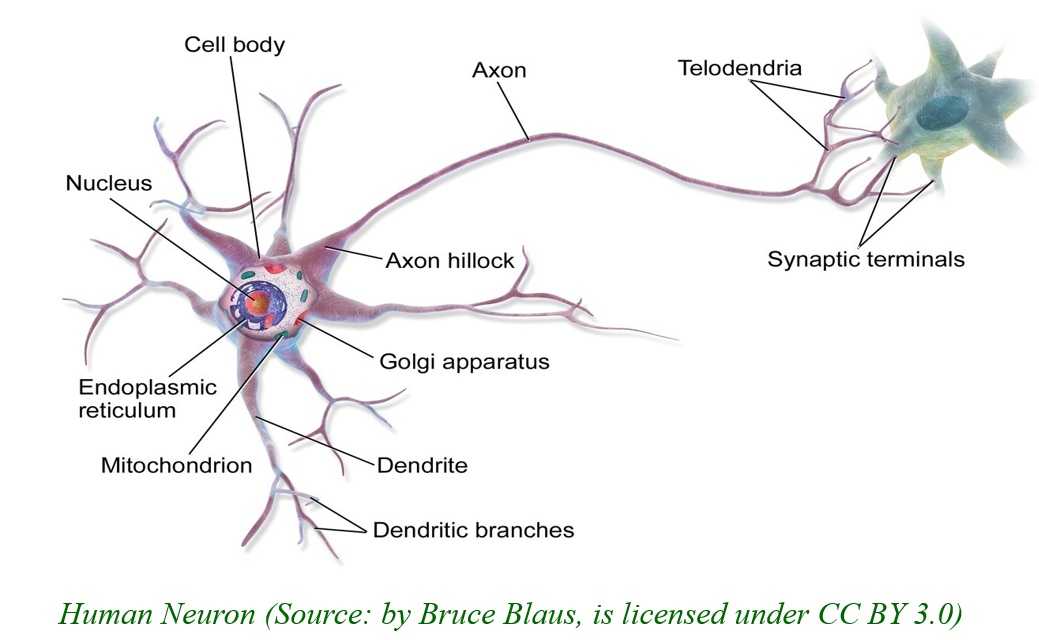 Cell body
Axon
Telodendria
Nucleus
Axon hillock
Synaptic terminals
Golgi apparatus
Endoplasmic
reticulum
Mitochondrion
Dendrite
Dendritic branches
Human Neuron (Source: by Bruce Blaus, is licensed under CC BY 3.0)